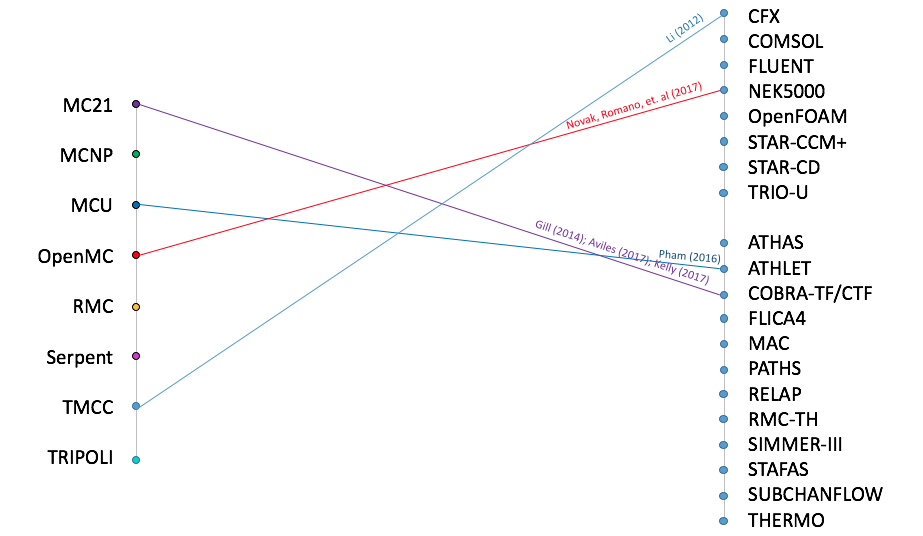 MC21
MCNP
MCU
OpenMC
RMC
Serpent
TMCC
TRIPOLI
Li (2012)
Novak, Romano, et. al (2017)
Gill (2014); Aviles (2017); Kelly (2017)
Pham (2016)
CFX
COMSOL
FLUENT
NEK5000
OpenFOAM
STAR-CCM+
STAR-CD
TRIO-U
ATHAS
ATHLET
COBRA-TF/CTF
FLICA4
MAC
PATHS
RELAP
RMC-TH
SIMMER-III
STAFAS
SUBCHANFLOW
THERMO